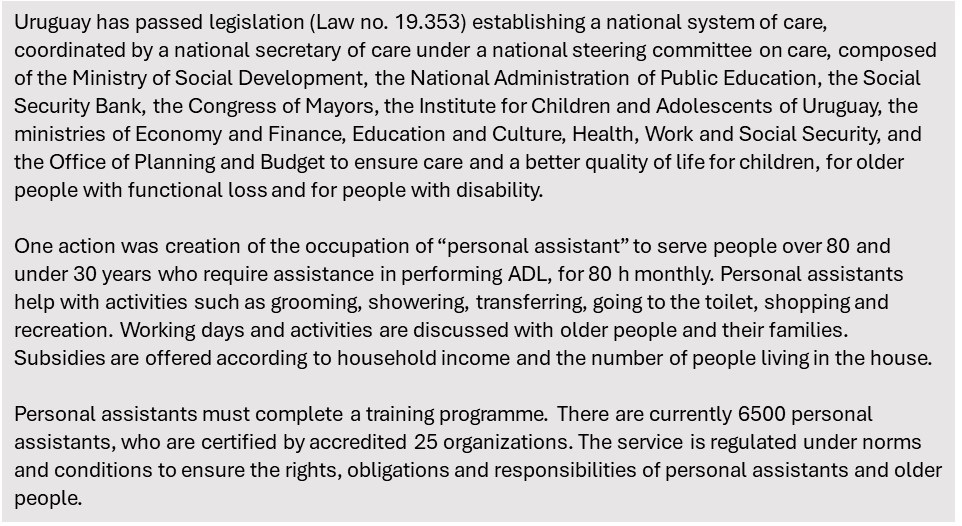 Uruguay has passed legislation (Law no. 19.353) establishing a national system of care,
coordinated by a national secretary of care under a national steering committee on care, composed
of the Ministry of Social Development, the National Administration of Public Education, the Social
Security Bank, the Congress of Mayors, the Institute for Children and Adolescents of Uruguay, the
ministries of Economy and Finance, Education and Culture, Health, Work and Social Security, and
the Office of Planning and Budget to ensure care and a better quality of life for children, for older
people with functional loss and for people with disability.
One action was creation of the occupation of “personal assistant” to serve people over 80 and
under 30 years who require assistance in performing ADL, for 80 h monthly. Personal assistants
help with activities such as grooming, showering, transferring, going to the toilet, shopping and
recreation. Working days and activities are discussed with older people and their families.
Subsidies are offered according to household income and the number of people living in the house.
Personal assistants must complete a training programme. There are currently 6500 personal
assistants, who are certified by accredited 25 organizations. The service is regulated under norms
and conditions to ensure the rights, obligations and responsibilities of personal assistants and older
people.